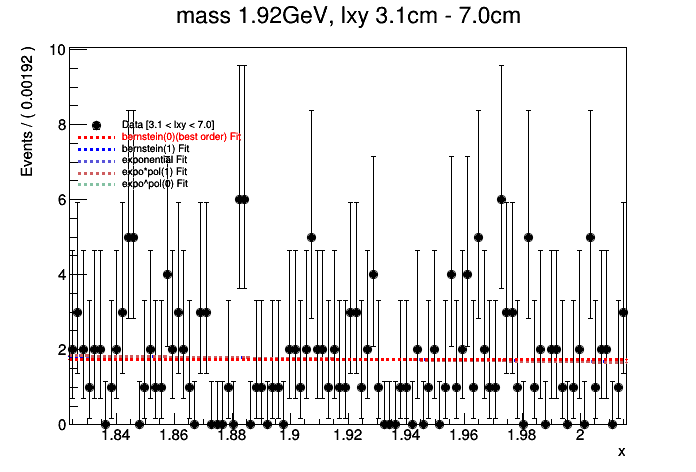 mass 1.92GeV, lxy 3.1cm - 7.0cm
Events / ( 0.00192 )
10
8
6
4
2
0
Data [3.1 < lxy < 7.0]
bernstein(0)(best order) Fit
bernstein(1) Fit
exponential Fit
expo*pol(1) Fit
expo^pol(0) Fit
1.84 1.86 1.88 1.9 1.92 1.94 1.96 1.98 2
x